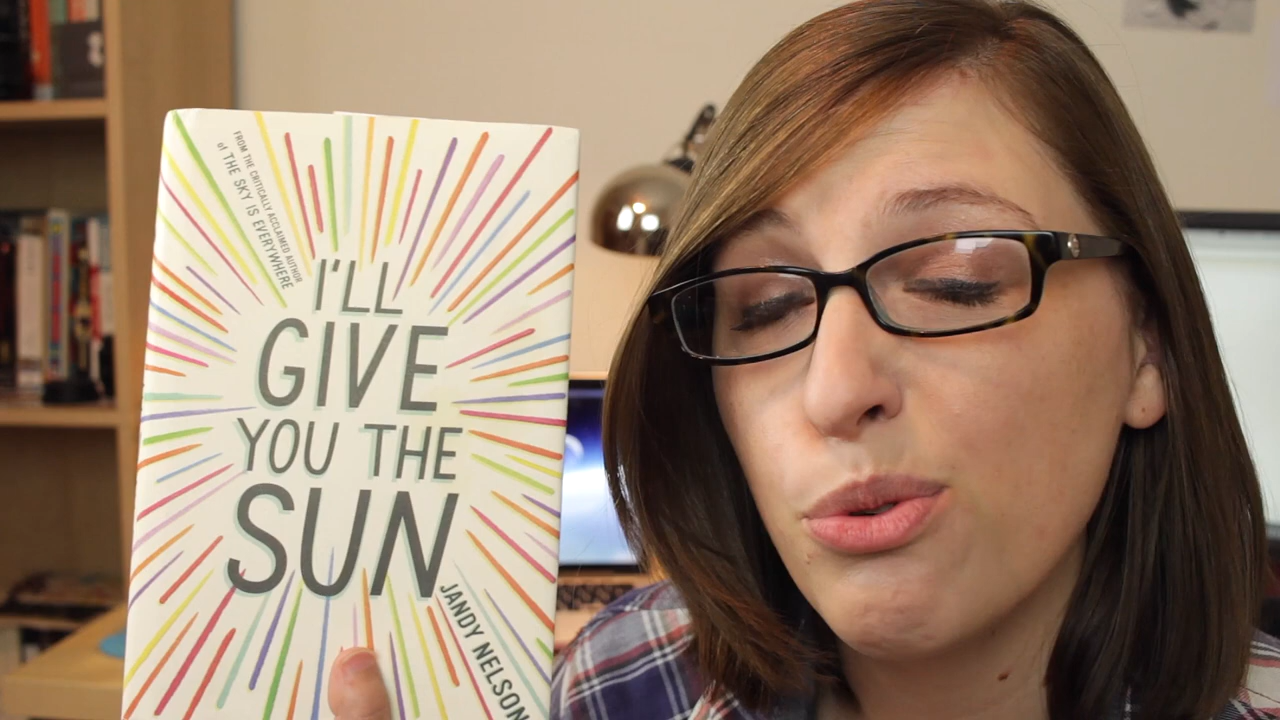 FROM THE CRITICALLY ACCLAIMED AUTHOR
of THE SKY IS EVERYWHERE
I'LL
GIVE
YOU THE
SUN
JANDY NELSON